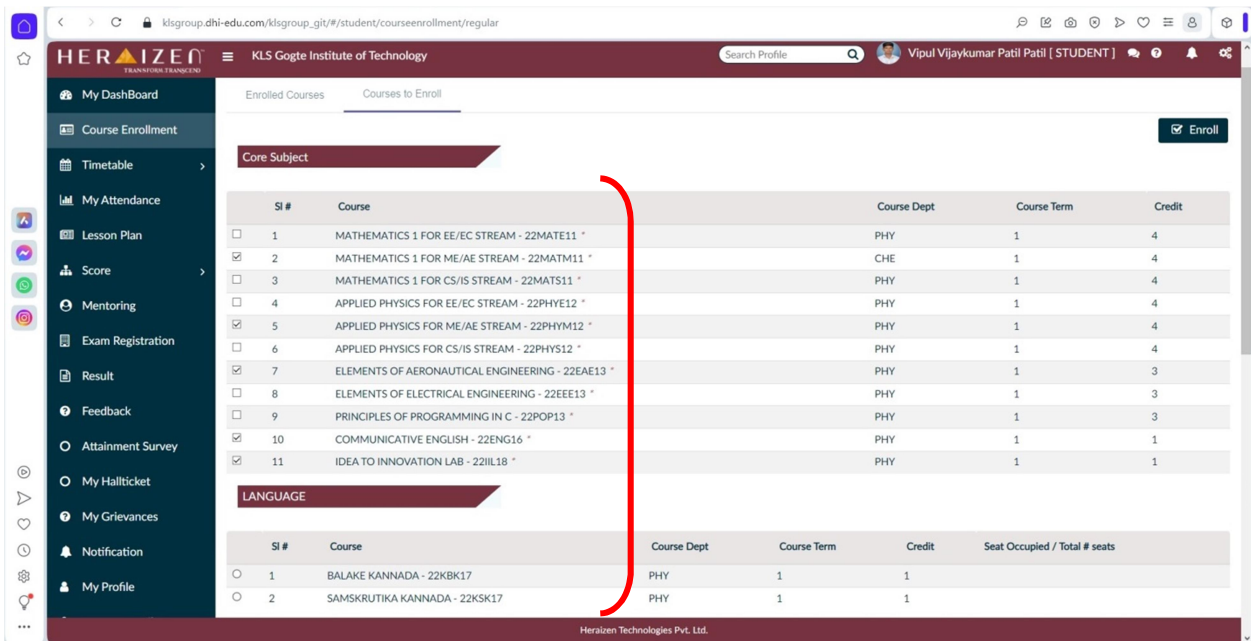 klsgroup.dhi-edu.com/klsgroup_git/#/student/courseenrollment/regular
HERAIZEN
TRANSFORM.TRANSCEND
KLS Gogte Institute of Technology
Search Profile
Vipul Vijaykumar Patil Patil [ STUDENT ]
My DashBoard
Course Enrollment
Timetable
My Attendance
Lesson Plan
Score
Mentoring
Exam Registration
Result
Feedback
Attainment Survey
My Hallticket
My Grievances
Notification
My Profile
Enrolled Courses Courses to Enroll
Enroll
Core Subject
Sl # Course Course Dept Course Term Credit
1 MATHEMATICS 1 FOR EE/EC STREAM - 22MATE11 * PHY 1 4
2 MATHEMATICS 1 FOR ME/AE STREAM - 22MATM11 * CHE 1 4
3 MATHEMATICS 1 FOR CS/IS STREAM - 22MATS11 * PHY 1 4
4 APPLIED PHYSICS FOR EE/EC STREAM - 22PHYE12 * PHY 1 4
5 APPLIED PHYSICS FOR ME/AE STREAM - 22PHYM12 * PHY 1 4
6 APPLIED PHYSICS FOR CS/IS STREAM - 22PHYS12 * PHY 1 4
7 ELEMENTS OF AERONAUTICAL ENGINEERING - 22EAE13 * PHY 1 3
8 ELEMENTS OF ELECTRICAL ENGINEERING - 22EEE13 * PHY 1 3
9 PRINCIPLES OF PROGRAMMING IN C - 22POP13 * PHY 1 3
10 COMMUNICATIVE ENGLISH - 22ENG16 * PHY 1 1
11 IDEA TO INNOVATION LAB - 22IIL18 * PHY 1 1
LANGUAGE
Sl # Course Course Dept Course Term Credit Seat Occupied / Total # seats
1 BALAKE KANNADA - 22KBK17 PHY 1 1
2 SAMSKRUTIKA KANNADA - 22KSK17 PHY 1 1
Heraizen Technologies Pvt. Ltd.